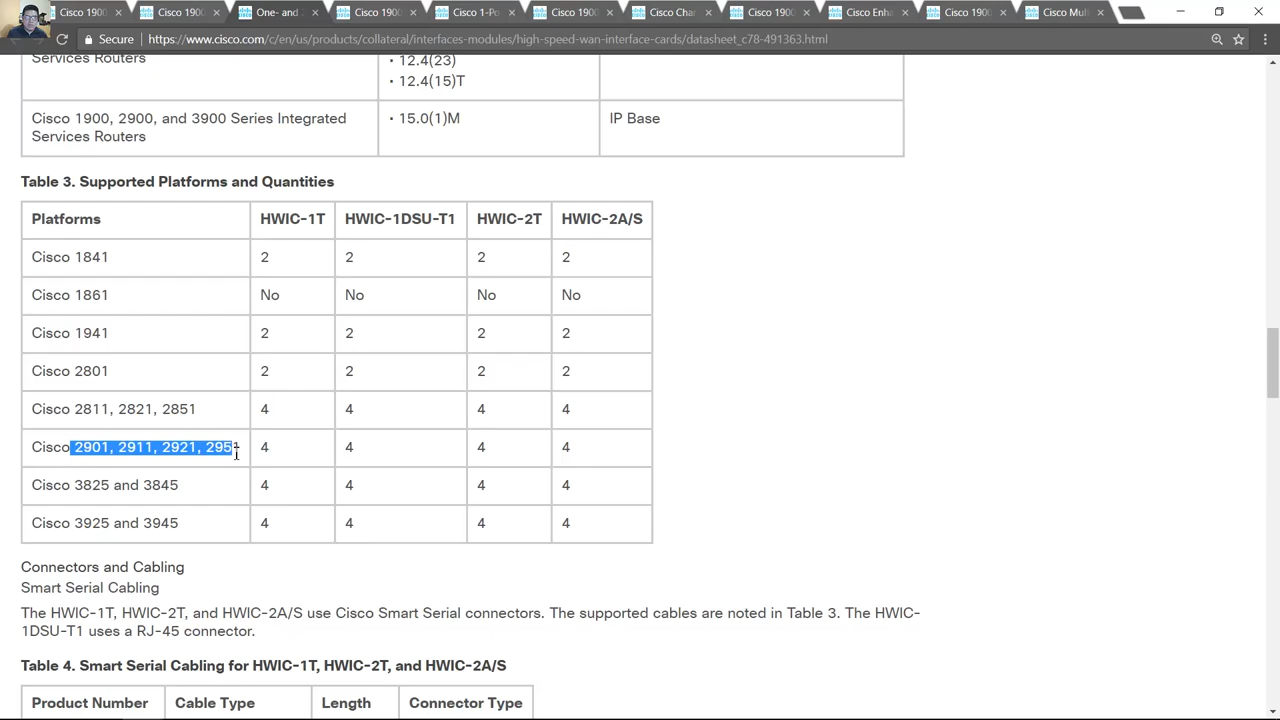 Cisco 1900
Cisco 1900
One- and
Cisco 1900
Cisco 1-Po
Cisco 1900
Cisco Cha
Cisco 1900
Cisco Enha
Cisco 1900
Cisco Mul
Secure
https://www.cisco.com/c/en/us/products/collateral/interfaces-modules/high-speed-wan-interface-cards/datasheet_c78-491363.html
Services Routers
• 12.4(23)
• 12.4(15)T
Cisco 1900, 2900, and 3900 Series Integrated
Services Routers
• 15.0(1)M
IP Base
Table 3. Supported Platforms and Quantities
Platforms HWIC-1T HWIC-1DSU-T1 HWIC-2T HWIC-2A/S
Cisco 1841 2 2 2 2
Cisco 1861 No No No No
Cisco 1941 2 2 2 2
Cisco 2801 2 2 2 2
Cisco 2811, 2821, 2851 4 4 4 4
Cisco 2901, 2911, 2921, 2951 4 4 4 4
Cisco 3825 and 3845 4 4 4 4
Cisco 3925 and 3945 4 4 4 4
Connectors and Cabling
Smart Serial Cabling
The HWIC-1T, HWIC-2T, and HWIC-2A/S use Cisco Smart Serial connectors. The supported cables are noted in Table 3. The HWIC-
1DSU-T1 uses a RJ-45 connector.
Table 4. Smart Serial Cabling for HWIC-1T, HWIC-2T, and HWIC-2A/S
Product Number Cable Type Length Connector Type